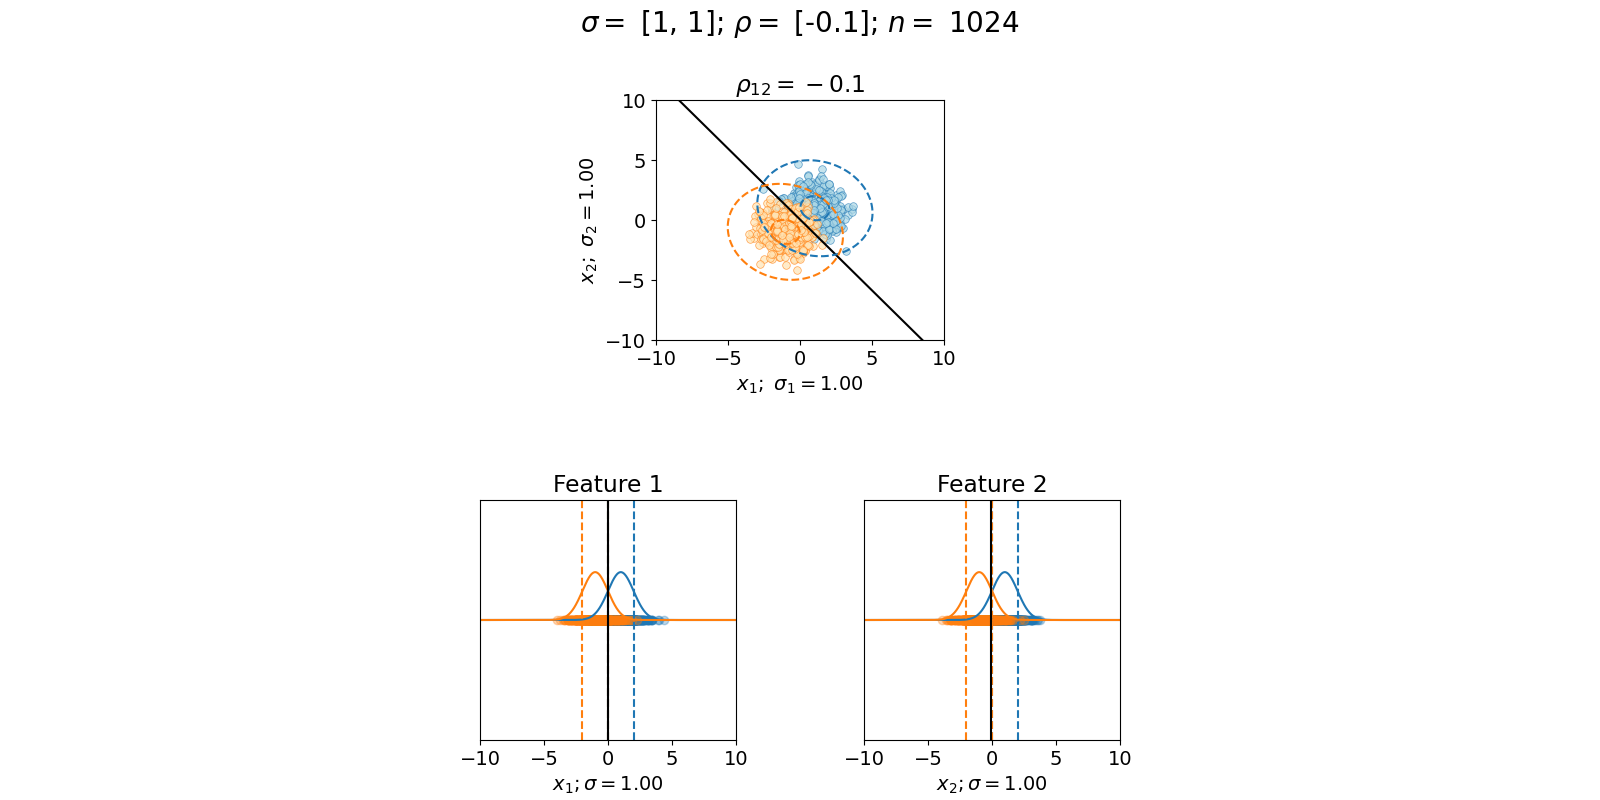 σ = [1, 1]; ρ = [-0.1]; n = 1024
ρ₁₂ = −0.1
10
5
0
−5
−10
x₂; σ₂ = 1.00
−10 −5 0 5 10
x₁; σ₁ = 1.00
Feature 1 Feature 2
−10 −5 0 5 10 −10 −5 0 5 10
x₁; σ = 1.00 x₂; σ = 1.00